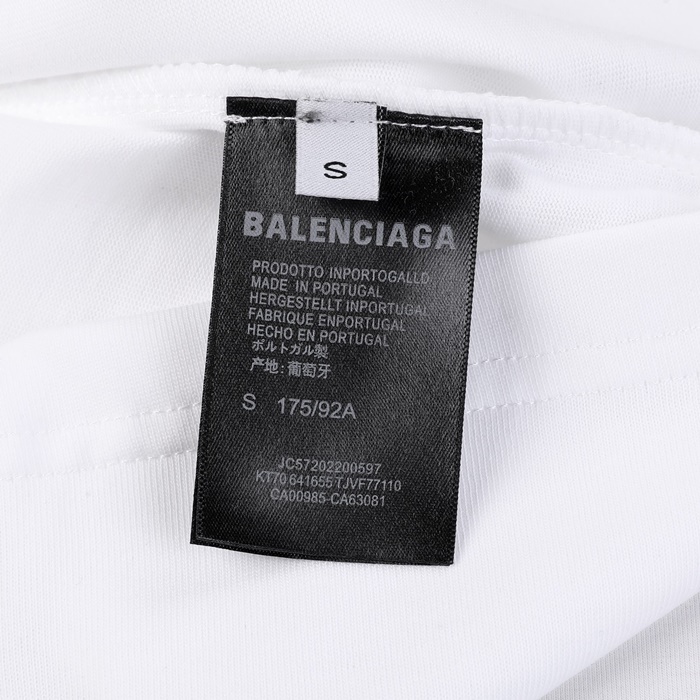 S
BALENCIAGA
PRODOTTO INPORTOGALLO
MADE IN PORTUGAL
HERGESTELLT INPORTUGAL
FABRIQUE ENPORTUGAL
HECHO EN PORTUGAL
ポルトガル製
产地:葡萄牙
S 175/92A
JC57202200597
KT70 641655 TJVF77110
CA00985-CA63081